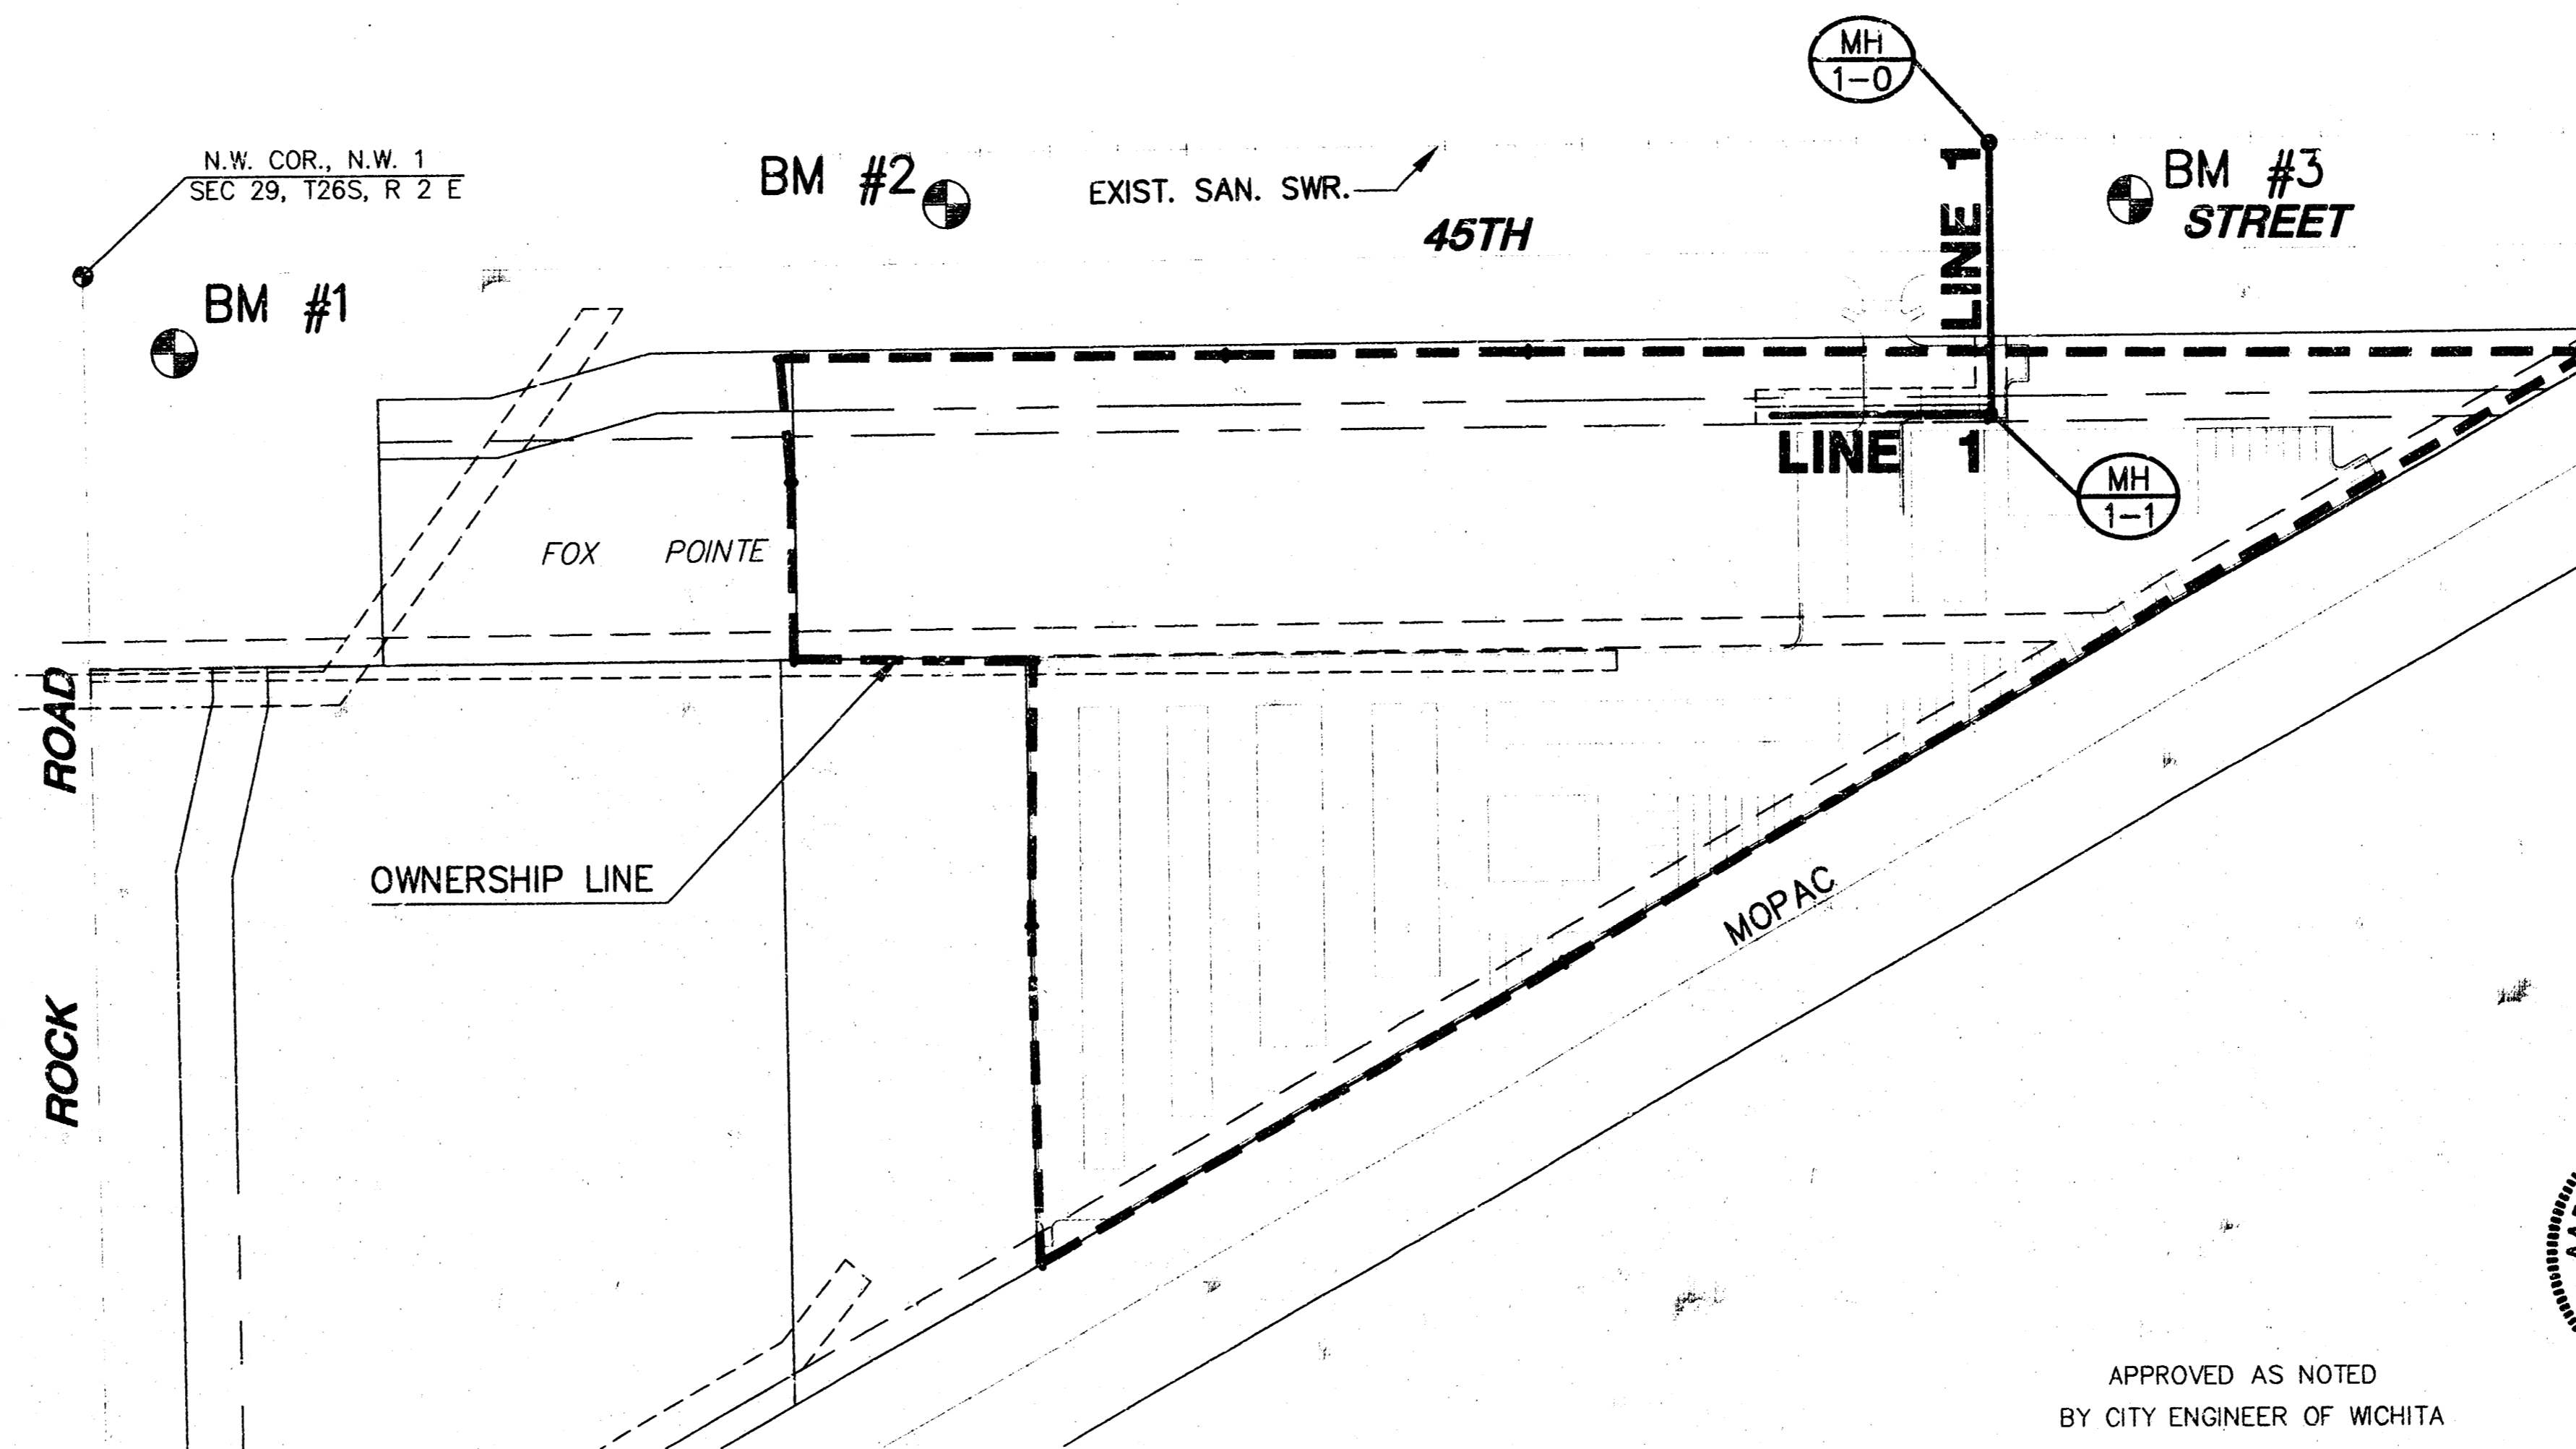 MH
1-0
N.W. COR., N.W. 1
SEC 29, T26S, R 2 E
BM #2
EXIST. SAN. SWR.
LINE 1
BM #3
45TH
STREET
BM #1
LINE 1
MH
1-1
FOX POINTE
ROAD
OWNERSHIP LINE
MOPAC
ROCK
APPROVED AS NOTED
BY CITY ENGINEER OF WICHITA